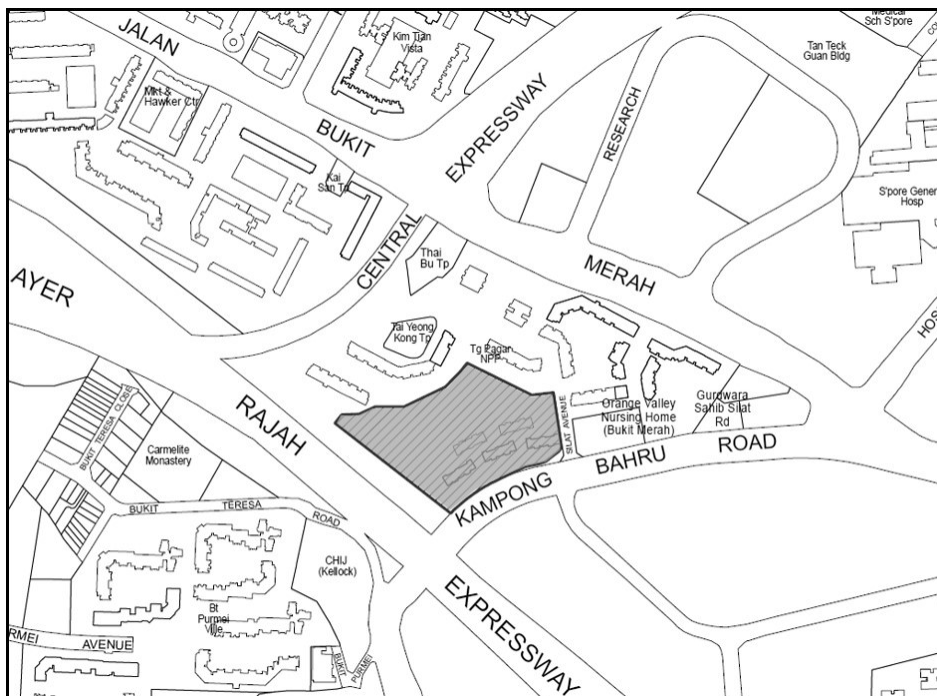 JALAN
Kim Tian
Vista
Medical
Sch S'pore
Tan Teck
Guan Bldg
Mkt &
Hawker Ctr
BUKIT
EXPRESSWAY
RESEARCH
Kai
San Tp
S'pore Gener
Hosp
CENTRAL
Thai
Bu Tp
MERAH
AYER
HOS
Tai Yeong
Kong Tp
Tg Pagar
NPP
BUKIT TERESA CLOSE
RAJAH
SILAT AVENUE
Orange Valley
Nursing Home
(Bukit Merah)
Gurdwara
Sahib Silat
Rd
Carmelite
Monastery
KAMPONG BAHRU ROAD
BUKIT TERESA ROAD
CHIJ
(Kellock)
EXPRESSWAY
Bt
Purmei
Ville
RMEI AVENUE
BUKIT
PURMEI